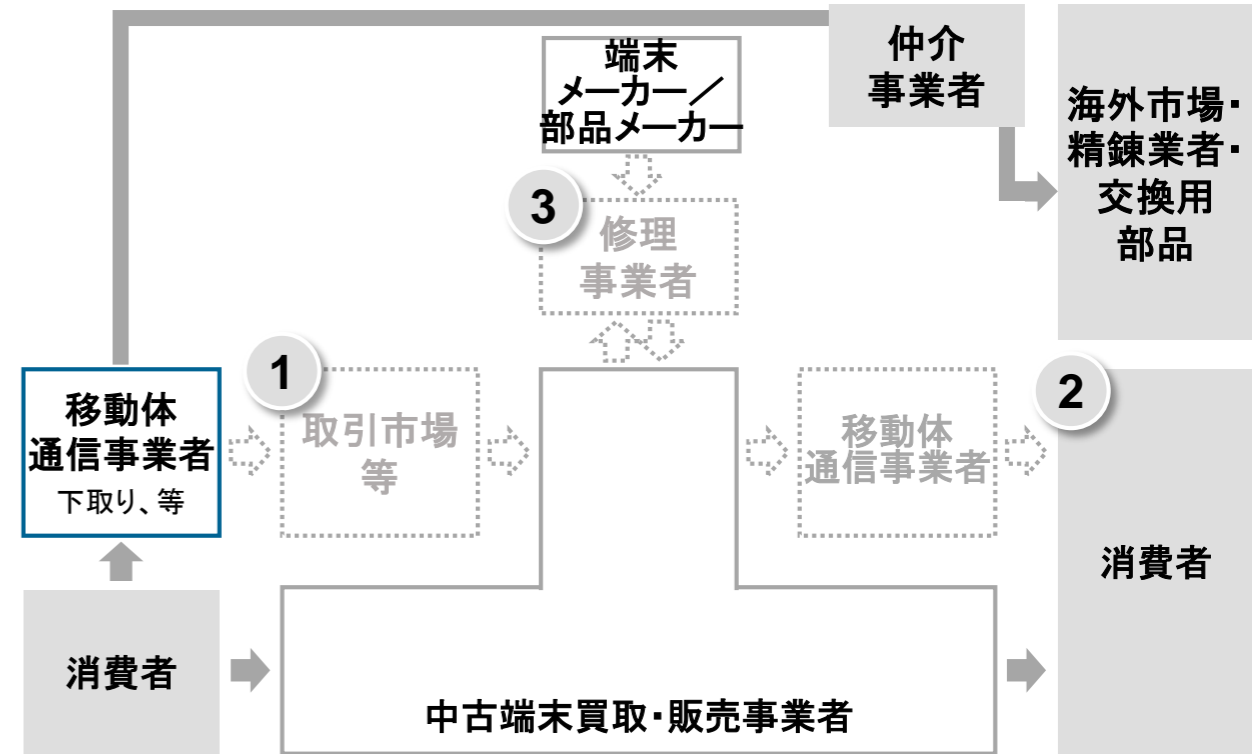 仲介
事業者
海外市場・
精錬業者・
交換用
部品
端末
メーカー／
部品メーカー
3
修理
事業者
1
取引市場
等
移動体
通信事業者
下取り、等
移動体
通信事業者
2
消費者
消費者
中古端末買取・販売事業者